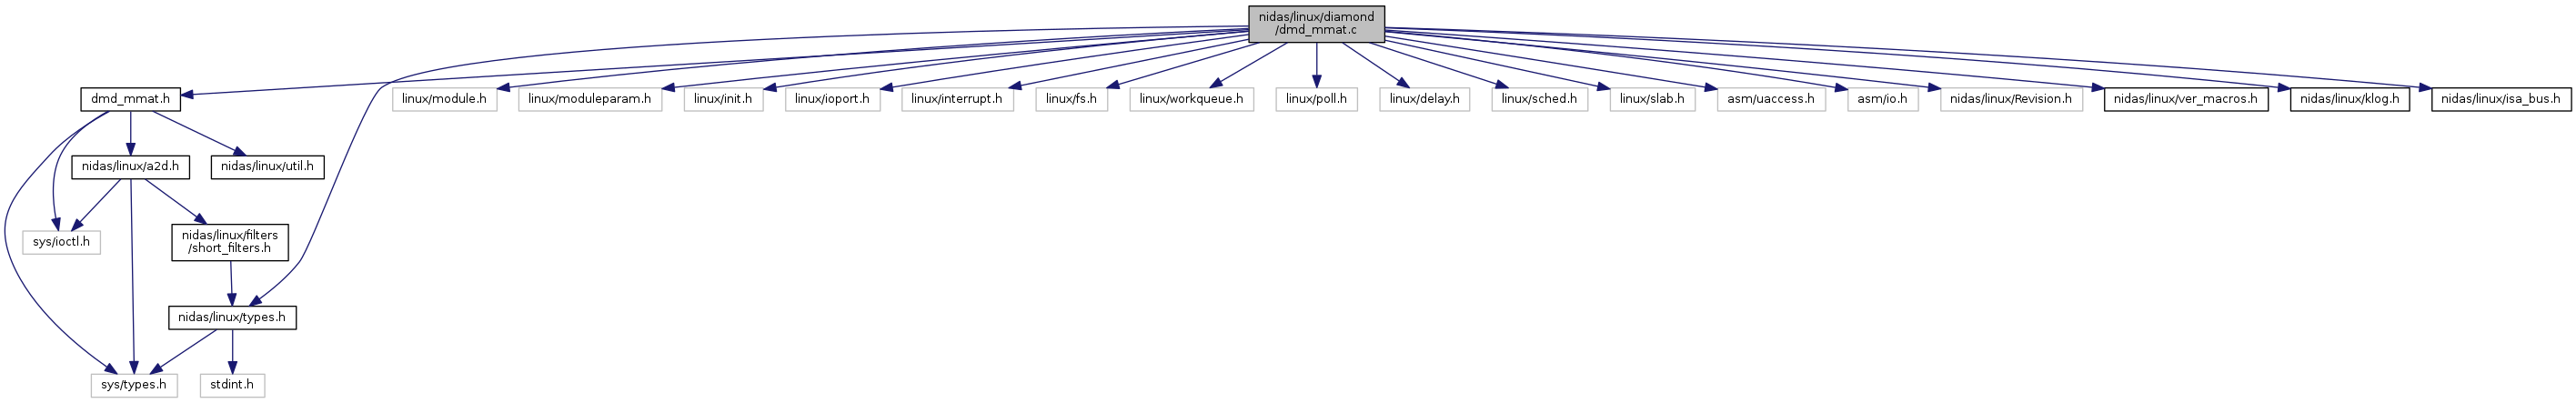 nidas/linux/diamond
/dmd_mmat.c
dmd_mmat.h
linux/module.h
linux/moduleparam.h
linux/init.h
linux/ioport.h
linux/interrupt.h
linux/fs.h
linux/workqueue.h
linux/poll.h
linux/delay.h
linux/sched.h
linux/slab.h
asm/uaccess.h
asm/io.h
nidas/linux/Revision.h
nidas/linux/ver_macros.h
nidas/linux/klog.h
nidas/linux/isa_bus.h
nidas/linux/a2d.h
nidas/linux/util.h
sys/ioctl.h
nidas/linux/filters
/short_filters.h
nidas/linux/types.h
sys/types.h
stdint.h